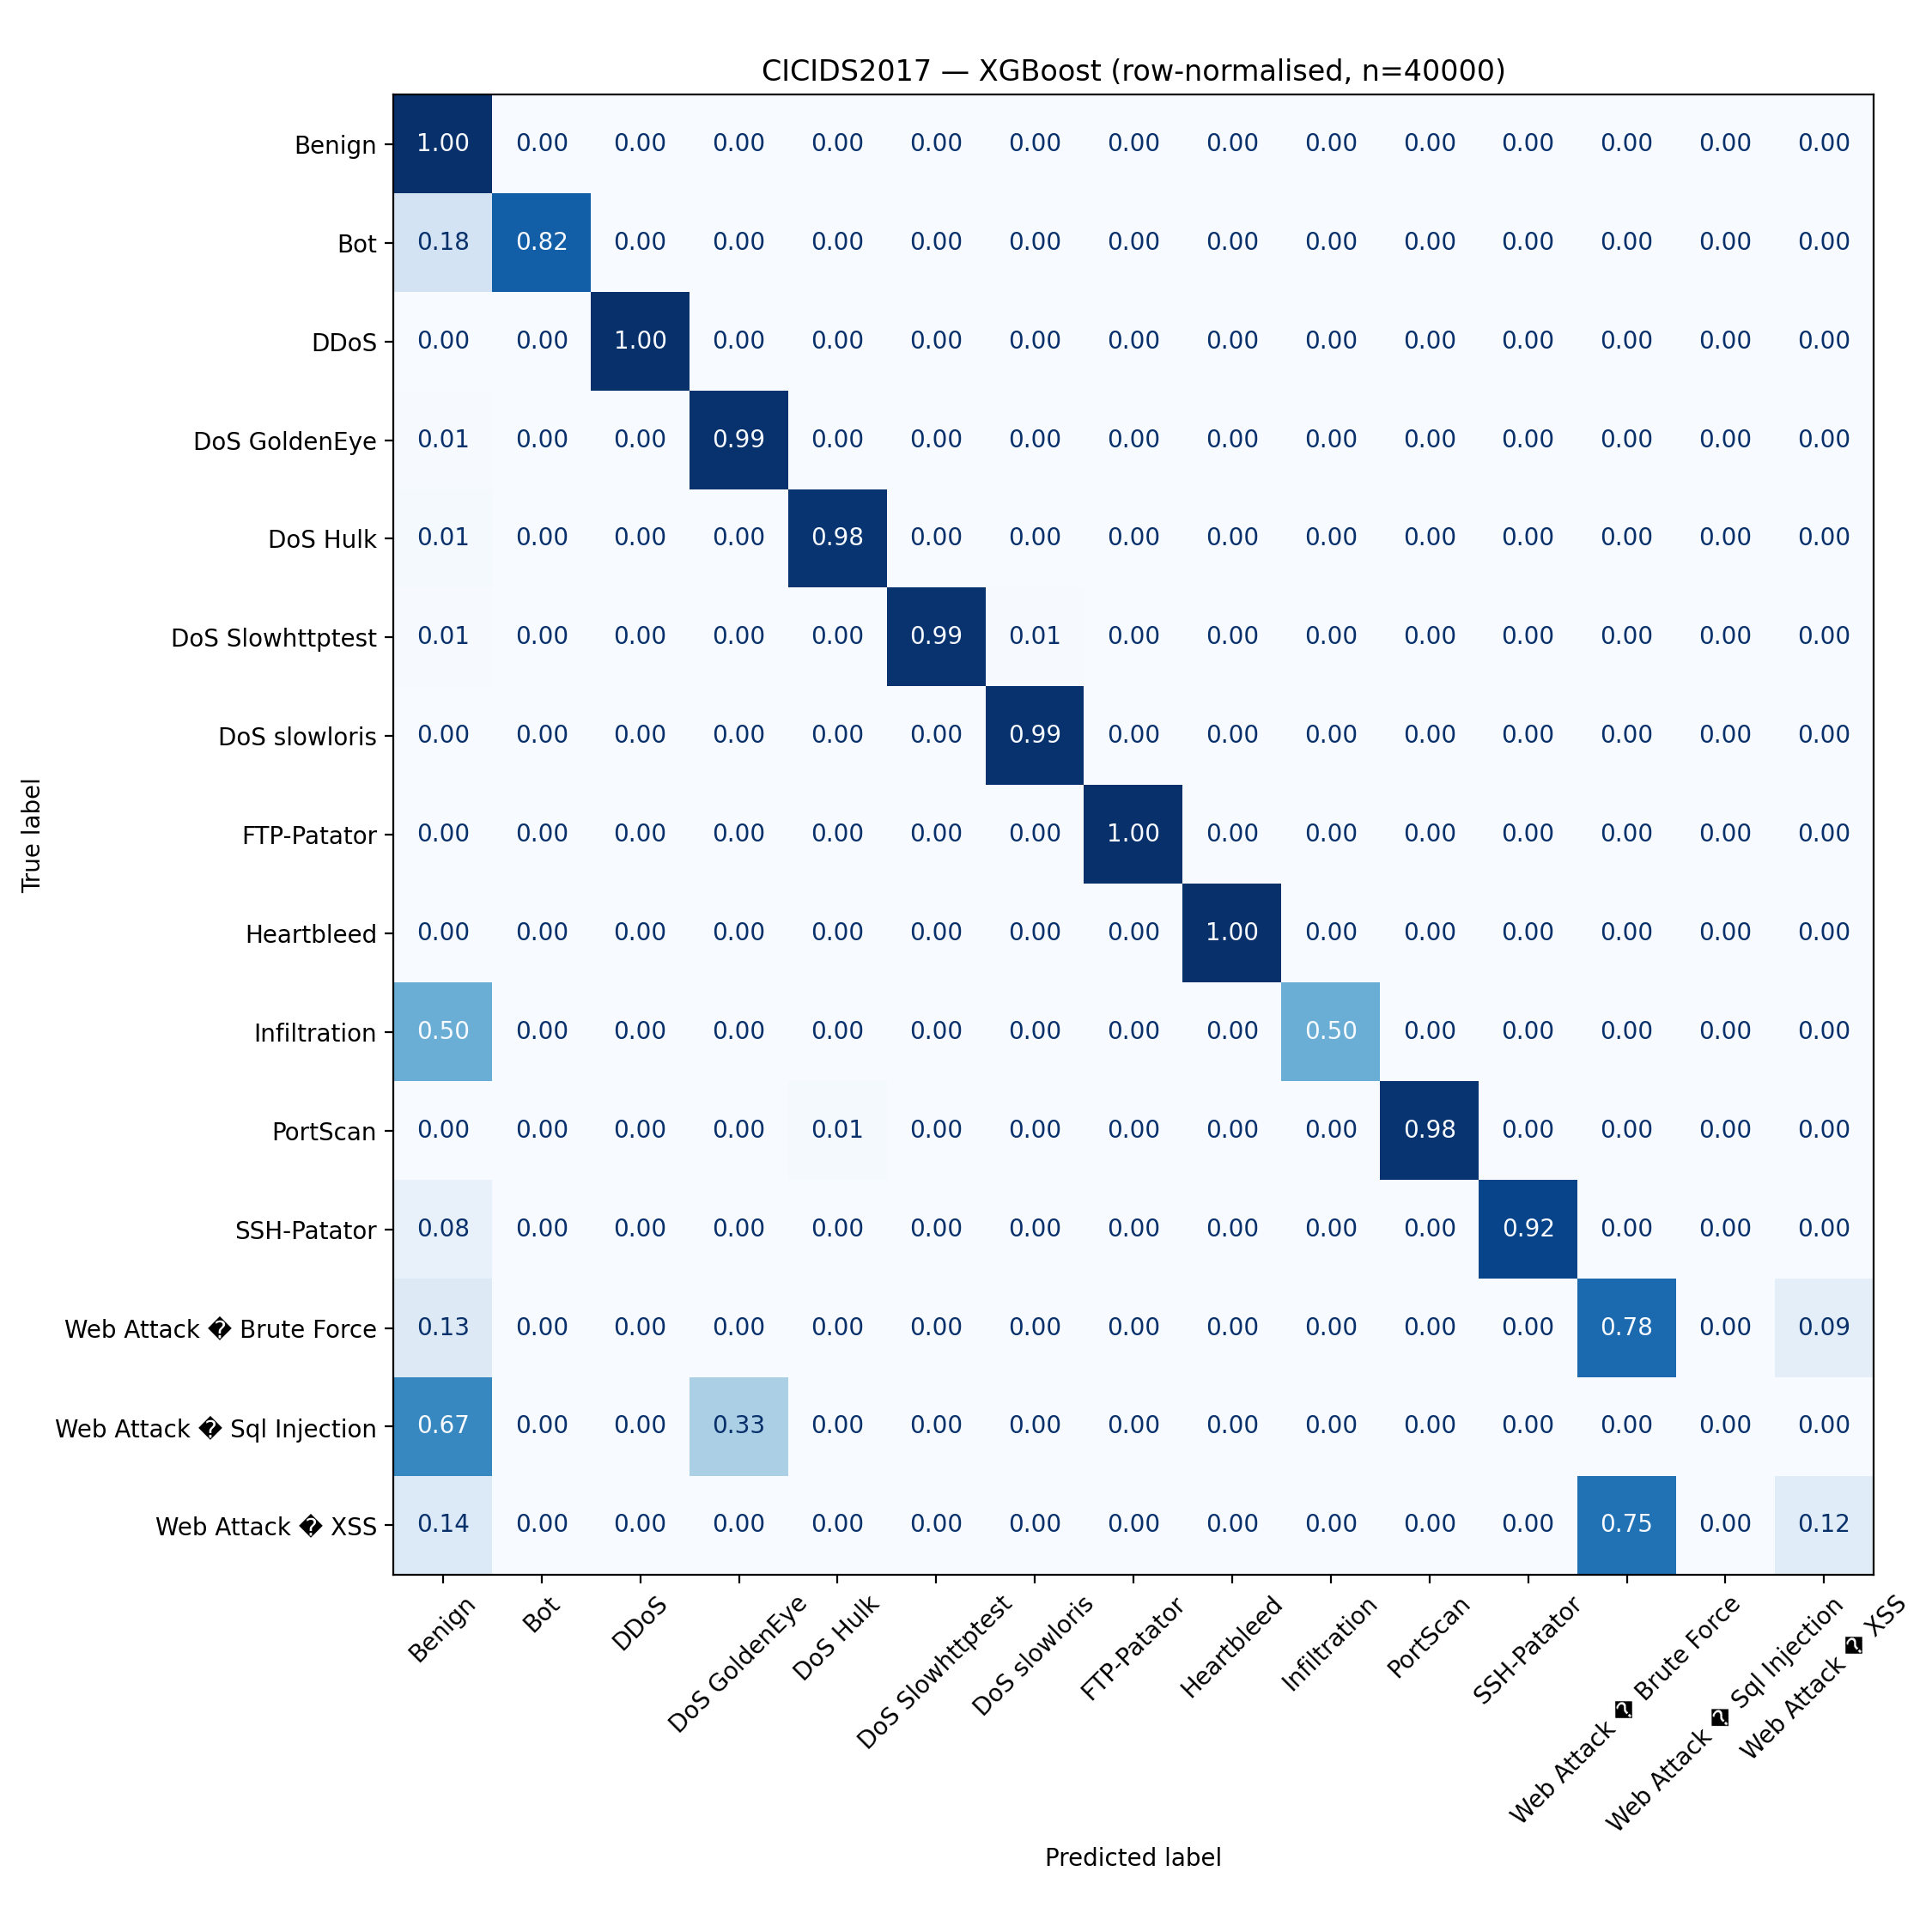 CICIDS2017 — XGBoost (row-normalised, n=40000)
True label
Benign 1.00 0.00 0.00 0.00 0.00 0.00 0.00 0.00 0.00 0.00 0.00 0.00 0.00 0.00 0.00
Bot 0.18 0.82 0.00 0.00 0.00 0.00 0.00 0.00 0.00 0.00 0.00 0.00 0.00 0.00 0.00
DDoS 0.00 0.00 1.00 0.00 0.00 0.00 0.00 0.00 0.00 0.00 0.00 0.00 0.00 0.00 0.00
DoS GoldenEye 0.01 0.00 0.00 0.99 0.00 0.00 0.00 0.00 0.00 0.00 0.00 0.00 0.00 0.00 0.00
DoS Hulk 0.01 0.00 0.00 0.00 0.98 0.00 0.00 0.00 0.00 0.00 0.00 0.00 0.00 0.00 0.00
DoS Slowhttptest 0.01 0.00 0.00 0.00 0.00 0.99 0.01 0.00 0.00 0.00 0.00 0.00 0.00 0.00 0.00
DoS slowloris 0.00 0.00 0.00 0.00 0.00 0.00 0.99 0.00 0.00 0.00 0.00 0.00 0.00 0.00 0.00
FTP-Patator 0.00 0.00 0.00 0.00 0.00 0.00 0.00 1.00 0.00 0.00 0.00 0.00 0.00 0.00 0.00
Heartbleed 0.00 0.00 0.00 0.00 0.00 0.00 0.00 0.00 1.00 0.00 0.00 0.00 0.00 0.00 0.00
Infiltration 0.50 0.00 0.00 0.00 0.00 0.00 0.00 0.00 0.00 0.50 0.00 0.00 0.00 0.00 0.00
PortScan 0.00 0.00 0.00 0.00 0.01 0.00 0.00 0.00 0.00 0.00 0.98 0.00 0.00 0.00 0.00
SSH-Patator 0.08 0.00 0.00 0.00 0.00 0.00 0.00 0.00 0.00 0.00 0.00 0.92 0.00 0.00 0.00
Web Attack � Brute Force 0.13 0.00 0.00 0.00 0.00 0.00 0.00 0.00 0.00 0.00 0.00 0.00 0.78 0.00 0.09
Web Attack � Sql Injection 0.67 0.00 0.00 0.33 0.00 0.00 0.00 0.00 0.00 0.00 0.00 0.00 0.00 0.00 0.00
Web Attack � XSS 0.14 0.00 0.00 0.00 0.00 0.00 0.00 0.00 0.00 0.00 0.00 0.00 0.75 0.00 0.12
Benign
Bot
DDoS
DoS GoldenEye
DoS Hulk
DoS Slowhttptest
DoS slowloris
FTP-Patator
Heartbleed
Infiltration
PortScan
SSH-Patator
Web Attack � Brute Force
Web Attack � Sql Injection
Web Attack � XSS
Predicted label